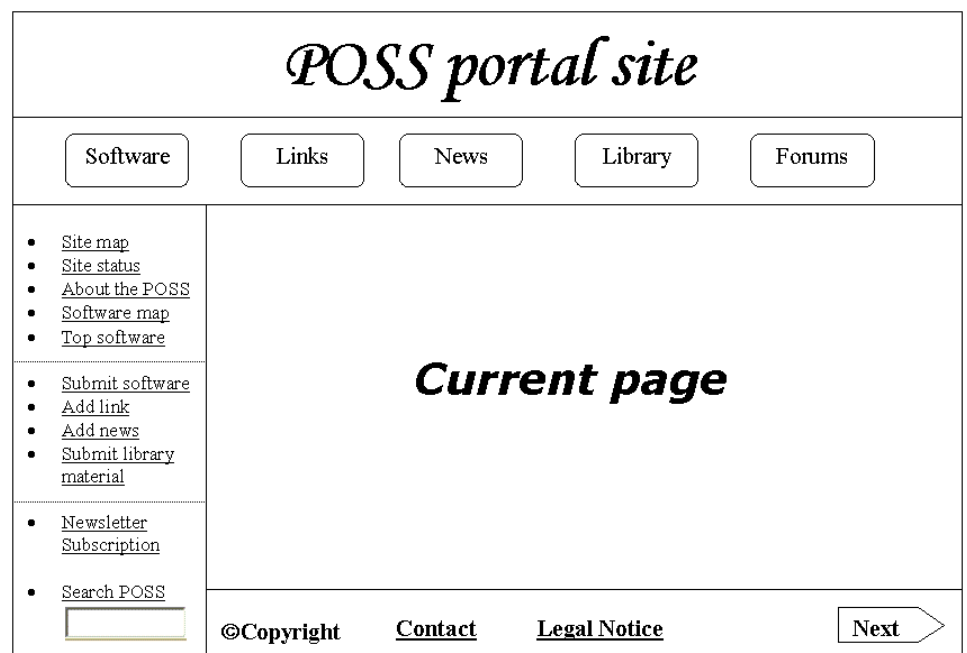 POSS portal site
Software Links News Library Forums
Site map
Site status
About the POSS
Software map
Top software
Submit software
Add link
Add news
Submit library
material
Newsletter
Subscription
Search POSS
Current page
©Copyright Contact Legal Notice Next